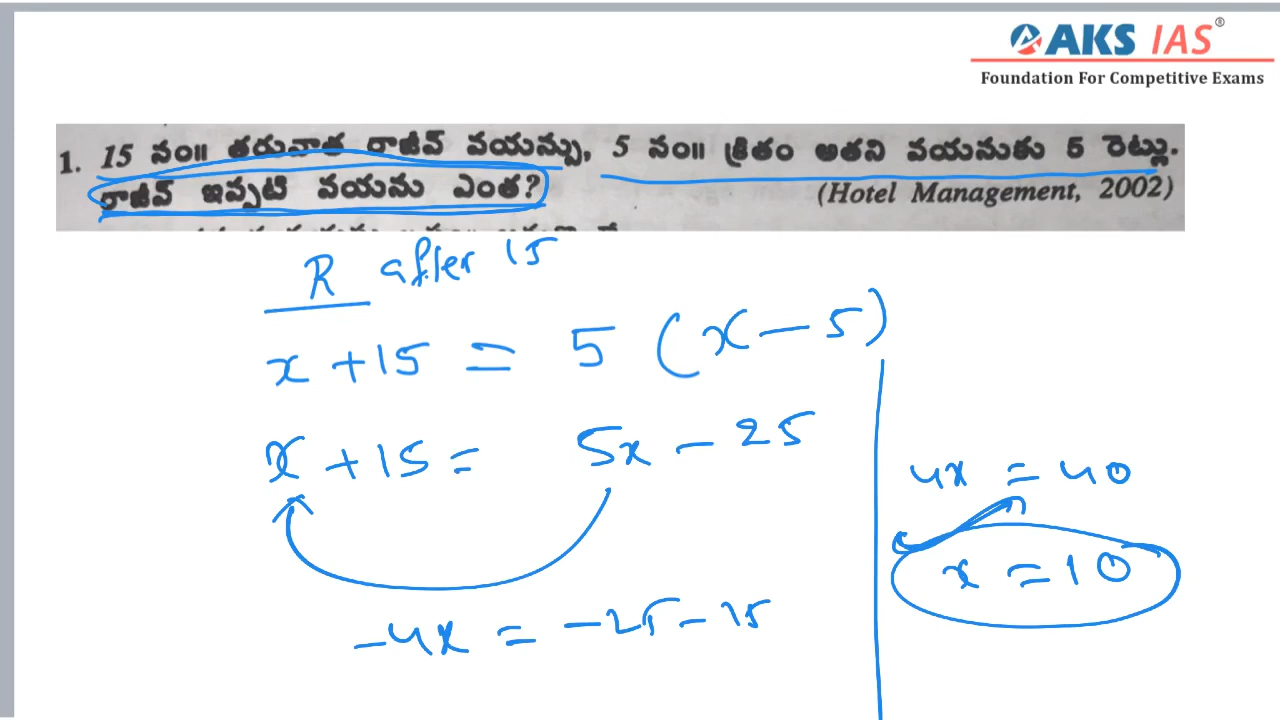 AKS IAS®
Foundation For Competitive Exams
1. 15 సం॥ తరువాత రాజీవ్ వయస్సు, 5 సం॥ క్రితం అతని వయసుకు 5 రెట్లు.
రాజీవ్ ఇప్పటి వయసు ఎంత?
(Hotel Management, 2002)
R after 15
x + 15 = 5 (x - 5)
x + 15 = 5x - 25
4x = 40
x = 10
-4x = -25 - 15